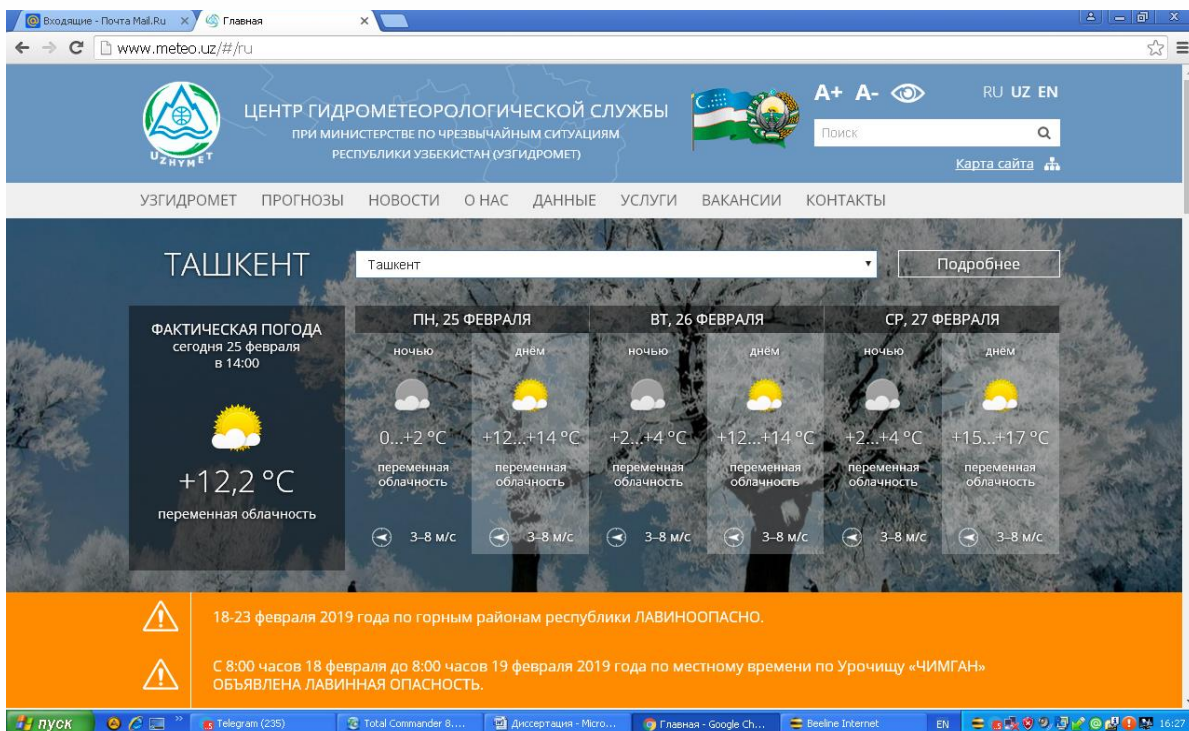 Входящие - Почта Mail.Ru
Главная
www.meteo.uz/#/ru
UZHYMET
ЦЕНТР ГИДРОМЕТЕОРОЛОГИЧЕСКОЙ СЛУЖБЫ
ПРИ МИНИСТЕРСТВЕ ПО ЧРЕЗВЫЧАЙНЫМ СИТУАЦИЯМ
РЕСПУБЛИКИ УЗБЕКИСТАН (УЗГИДРОМЕТ)
A+ A- RU UZ EN
Поиск
Карта сайта
УЗГИДРОМЕТ ПРОГНОЗЫ НОВОСТИ О НАС ДАННЫЕ УСЛУГИ ВАКАНСИИ КОНТАКТЫ
ТАШКЕНТ Ташкент Подробнее
ФАКТИЧЕСКАЯ ПОГОДА
сегодня 25 февраля
в 14:00
+12,2 °C
переменная облачность
ПН, 25 ФЕВРАЛЯ ВТ, 26 ФЕВРАЛЯ СР, 27 ФЕВРАЛЯ
ночью днём ночью днём ночью днём
0...+2 °C +12...+14 °C +2...+4 °C +12...+14 °C +2...+4 °C +15...+17 °C
переменная переменная переменная переменная переменная переменная
облачность облачность облачность облачность облачность облачность
3–8 м/с 3–8 м/с 3–8 м/с 3–8 м/с 3–8 м/с 3–8 м/с
18-23 февраля 2019 года по горным районам республики ЛАВИНООПАСНО.
С 8:00 часов 18 февраля до 8:00 часов 19 февраля 2019 года по местному времени по Урочищу «ЧИМГАН»
ОБЪЯВЛЕНА ЛАВИННАЯ ОПАСНОСТЬ.
пуск Telegram (235) Total Commander 8.... Диссертация - Micro... Главная - Google Ch... Beeline Internet EN 16:27